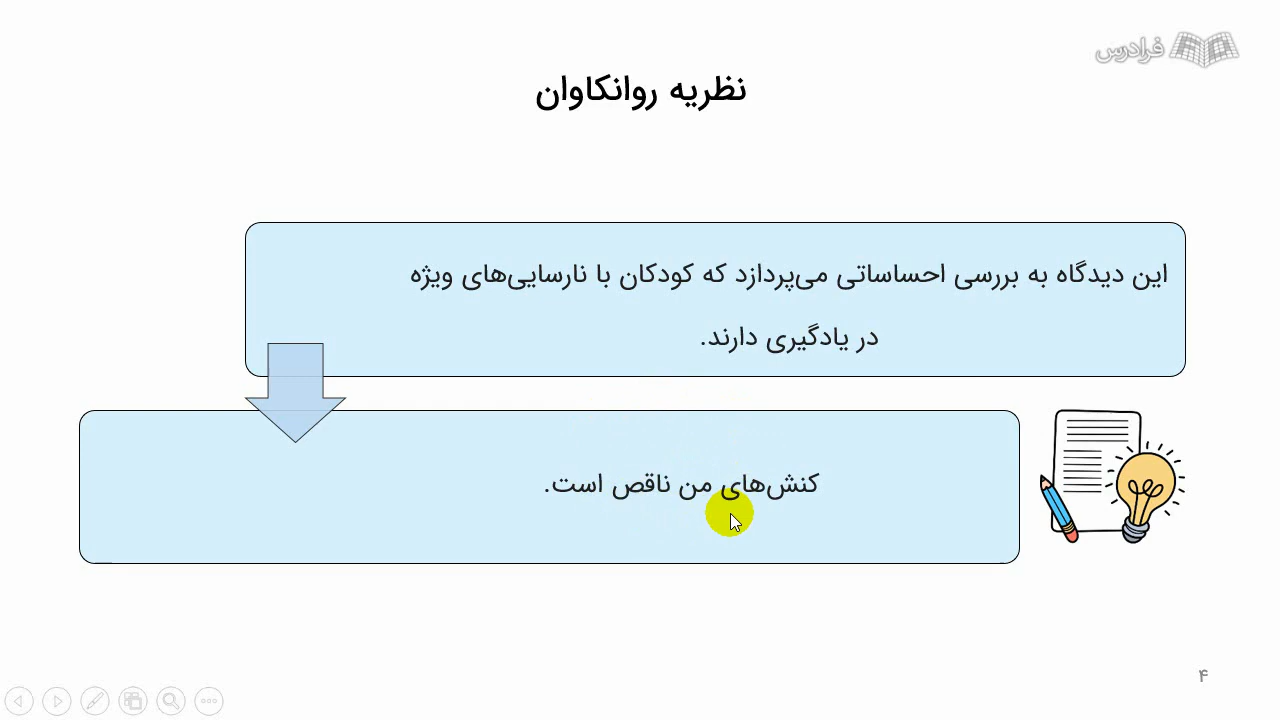 فرادرس
نظریه روانکاوان
این دیدگاه به بررسی احساساتی می‌پردازد که کودکان با نارسایی‌های ویژه
در یادگیری دارند.
کنش‌های من ناقص است.
۴